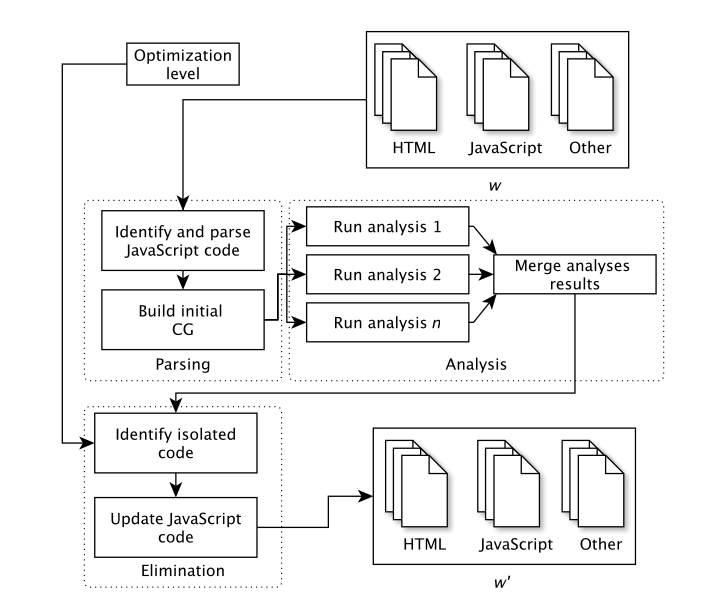 Optimization
level
HTML
JavaScript
Other
w
Identify and parse
JavaScript code
Build initial
CG
Parsing
Run analysis 1
Run analysis 2
Run analysis n
Merge analyses
results
Analysis
Identify isolated
code
Update JavaScript
code
Elimination
HTML
JavaScript
Other
w'